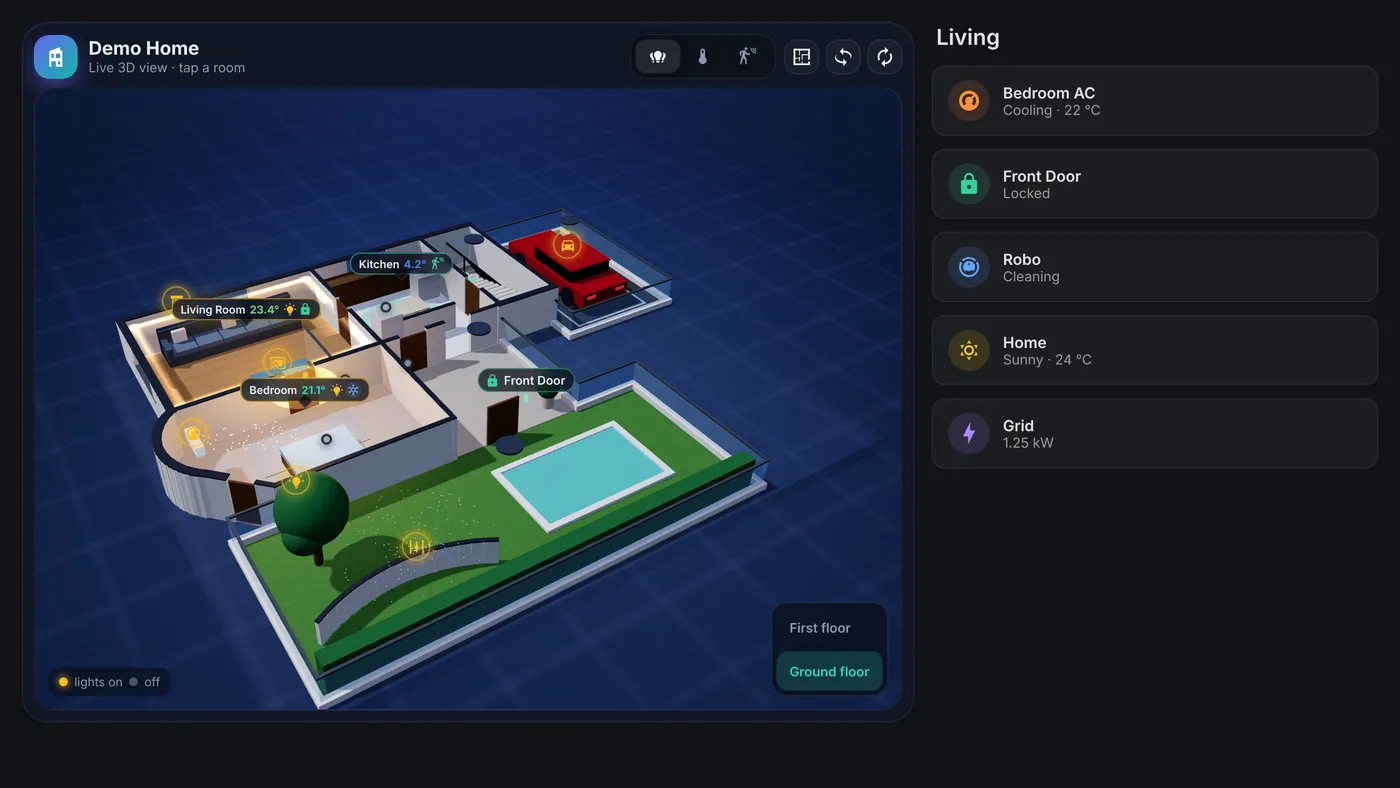 Demo Home
Live 3D view · tap a room
Kitchen 4.2°
Living Room 23.4°
Bedroom 21.1°
Front Door
lights on off
First floor
Ground floor
Living
Bedroom AC
Cooling · 22 °C
Front Door
Locked
Robo
Cleaning
Home
Sunny · 24 °C
Grid
1.25 kW